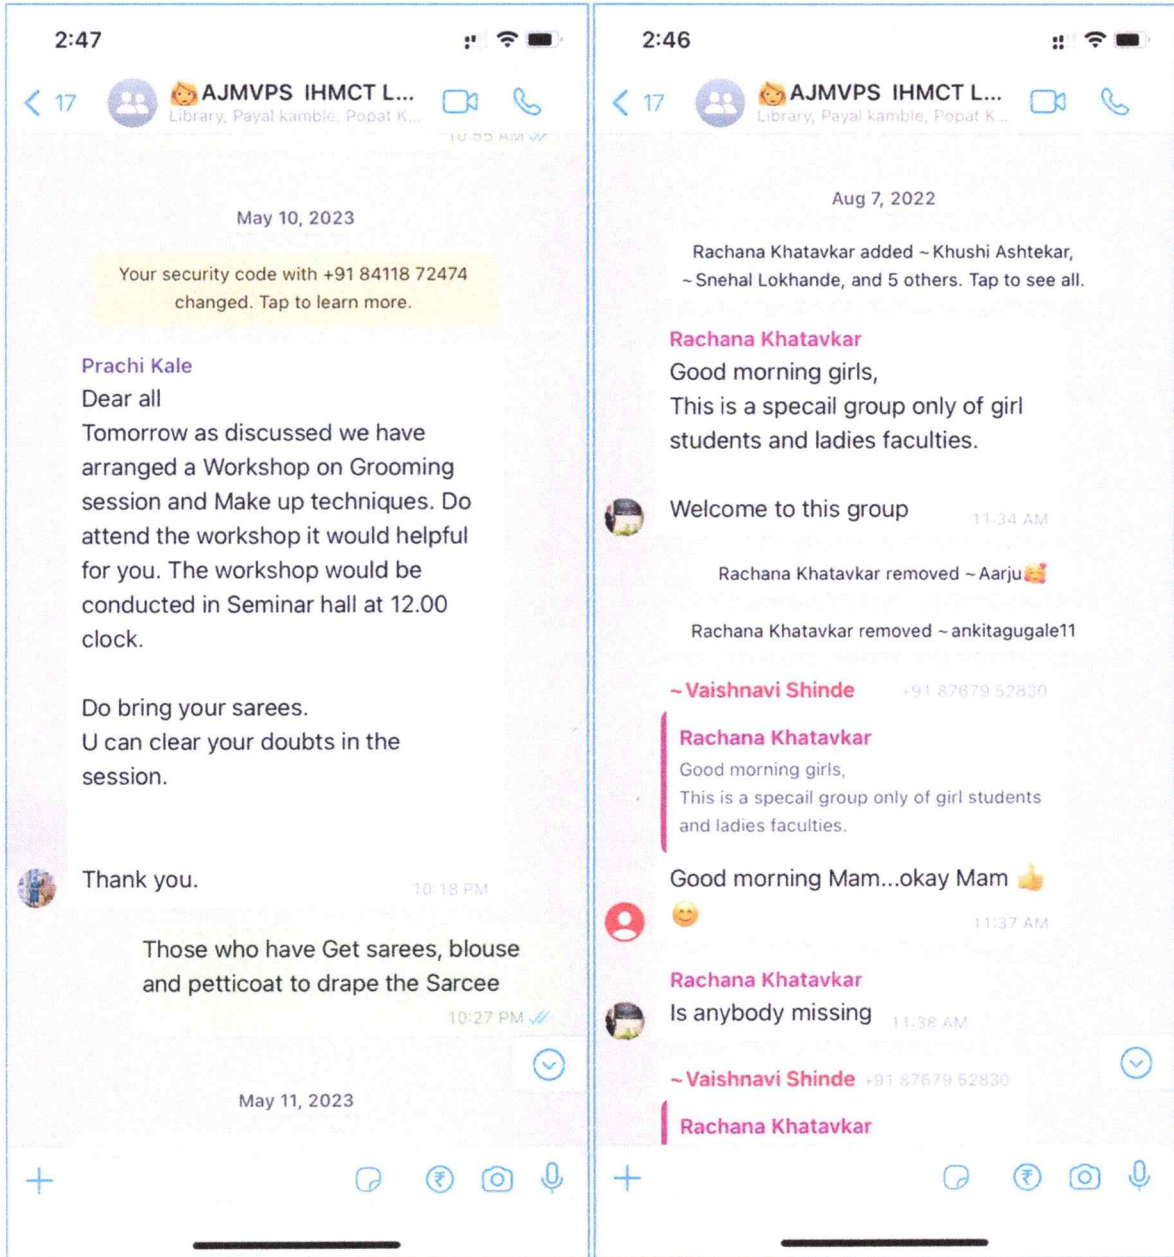 2:47
17
AJMVPS IHMCT L...
Library, Payal kamble, Popat K...
10:55 AM
May 10, 2023
Your security code with +91 84118 72474
changed. Tap to learn more.
Prachi Kale
Dear all
Tomorrow as discussed we have
arranged a Workshop on Grooming
session and Make up techniques. Do
attend the workshop it would helpful
for you. The workshop would be
conducted in Seminar hall at 12.00
clock.
Do bring your sarees.
U can clear your doubts in the
session.
Thank you.
10:18 PM
Those who have Get sarees, blouse
and petticoat to drape the Sarcee
10:27 PM
May 11, 2023
2:46
17
AJMVPS IHMCT L...
Library, Payal kamble, Popat K...
Aug 7, 2022
Rachana Khatavkar added ~Khushi Ashtekar,
~Snehal Lokhande, and 5 others. Tap to see all.
Rachana Khatavkar
Good morning girls,
This is a specail group only of girl
students and ladies faculties.
Welcome to this group
11:34 AM
Rachana Khatavkar removed ~Aarju🥰
Rachana Khatavkar removed ~ankitagugale11
~Vaishnavi Shinde +91 87679 52830
Rachana Khatavkar
Good morning girls,
This is a specail group only of girl students
and ladies faculties.
Good morning Mam...okay Mam 👍
😊
11:37 AM
Rachana Khatavkar
Is anybody missing 11:38 AM
~Vaishnavi Shinde +91 87679 52830
Rachana Khatavkar